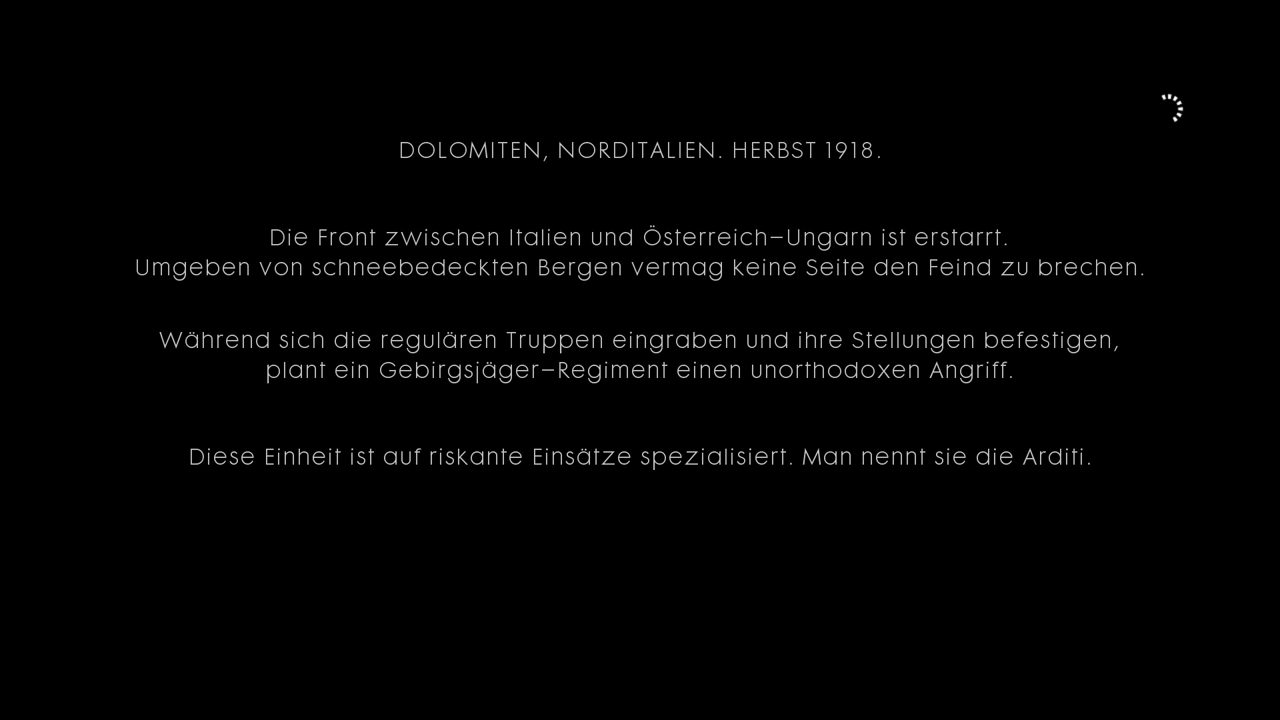 DOLOMITEN, NORDITALIEN. HERBST 1918.
Die Front zwischen Italien und Österreich–Ungarn ist erstarrt.
Umgeben von schneebedeckten Bergen vermag keine Seite den Feind zu brechen.
Während sich die regulären Truppen eingraben und ihre Stellungen befestigen,
plant ein Gebirgsjäger–Regiment einen unorthodoxen Angriff.
Diese Einheit ist auf riskante Einsätze spezialisiert. Man nennt sie die Arditi.